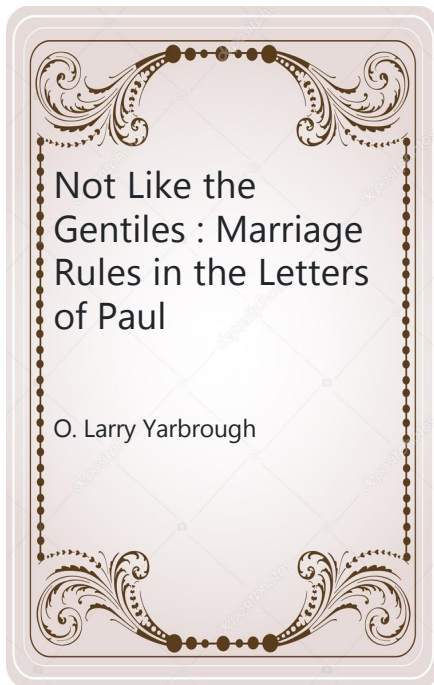 Not Like the
Gentiles : Marriage
Rules in the Letters
of Paul
O. Larry Yarbrough